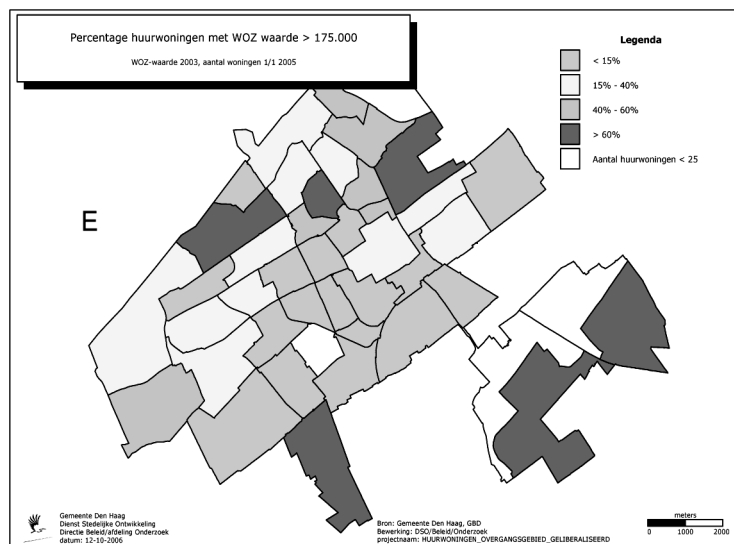 Percentage huurwoningen met WOZ waarde > 175.000
WOZ-waarde 2003, aantal woningen 1/1 2005
Legenda
< 15%
15% - 40%
40% - 60%
> 60%
Aantal huurwoningen < 25
E
Gemeente Den Haag
Dienst Stedelijke Ontwikkeling
Directie Beleid/afdeling Onderzoek
datum: 12-10-2006
Bron: Gemeente Den Haag, GBD
Bewerking: DSO/Beleid/Onderzoek
projectnaam: HUURWONINGEN_OVERGANGSGEBIED_GELIBERALISEERD
meters
0 1000 2000